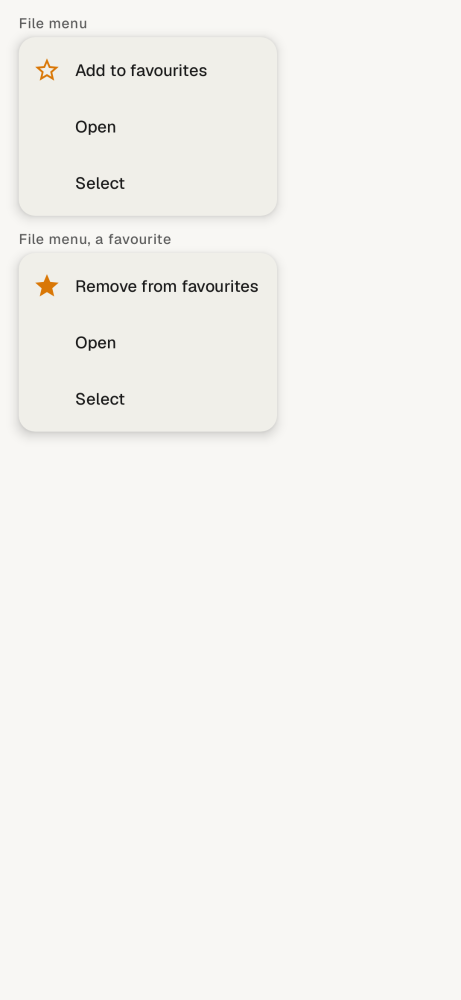 File menu
Add to favourites
Open
Select
File menu, a favourite
Remove from favourites
Open
Select